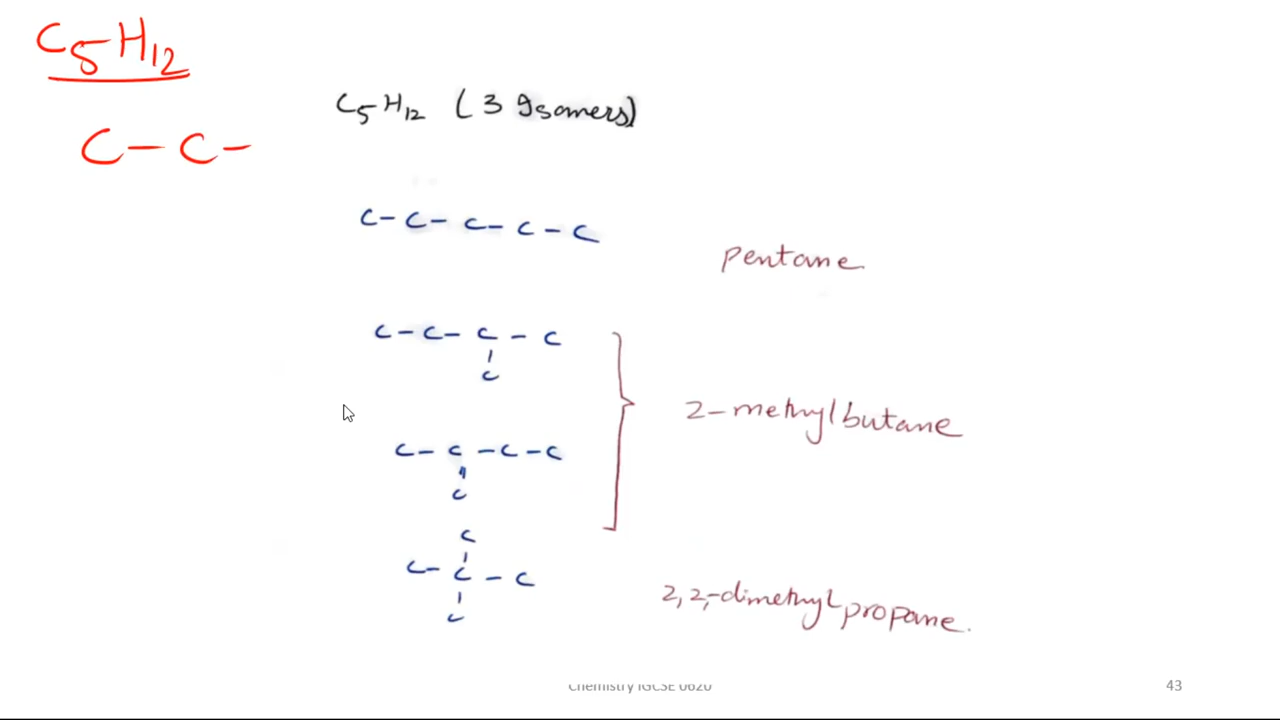 C5H12
C5H12 (3 Isomers)
C-C-
C-C-C-C-C
pentane
C-C-C-C
C
2-methylbutane
C-C-C-C
C
C
C-C-C
C
2,2,-dimethylpropane.
Chemistry IGCSE 0620
43